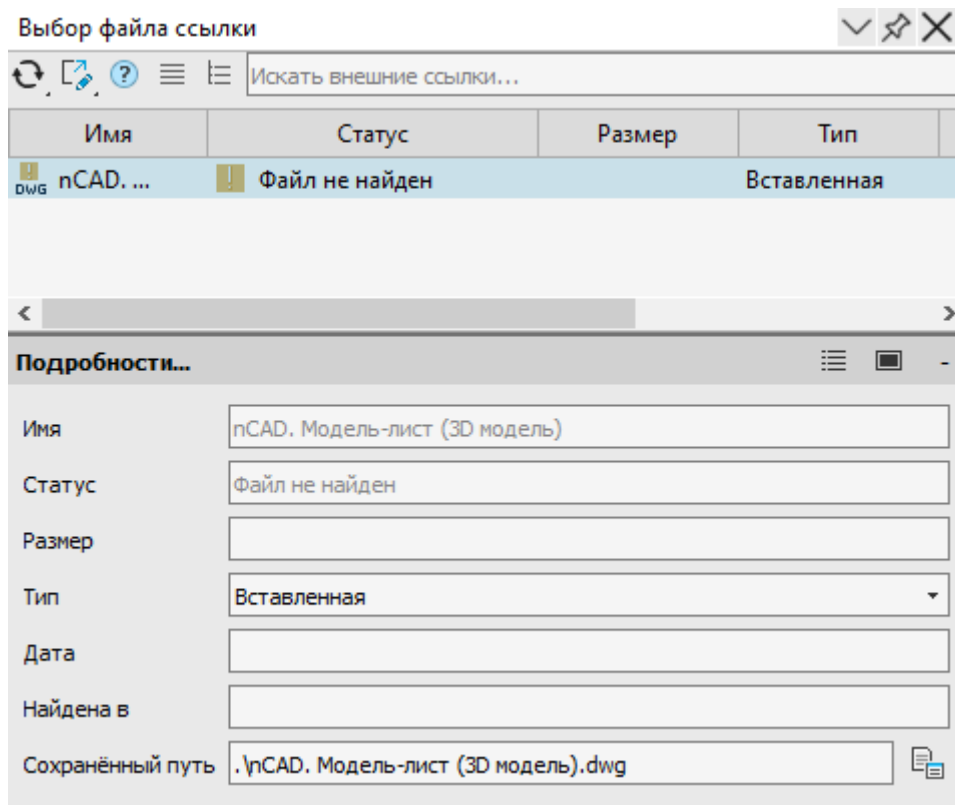 Выбор файла ссылки
? Искать внешние ссылки...
Имя Статус Размер Тип
DWG nCAD. ... Файл не найден Вставленная
Подробности...
Имя nCAD. Модель-лист (3D модель)
Статус Файл не найден
Размер
Тип Вставленная
Дата
Найдена в
Сохранённый путь .\nCAD. Модель-лист (3D модель).dwg